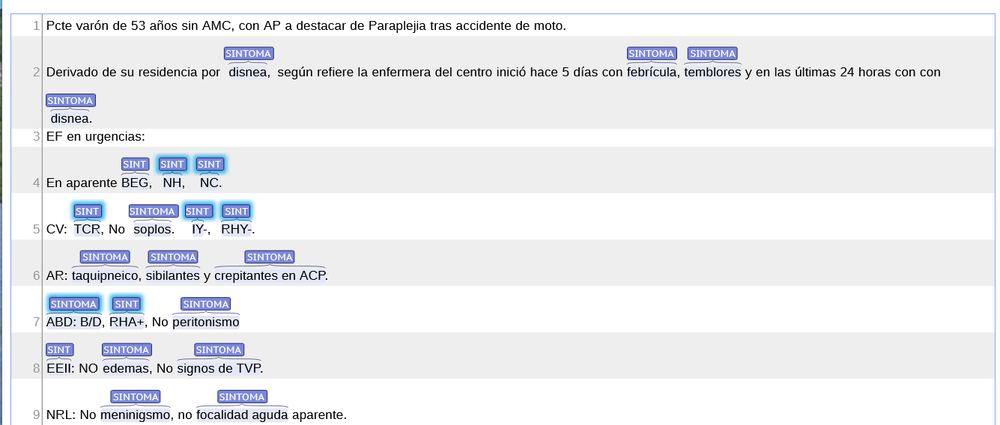 1 Pcte varón de 53 años sin AMC, con AP a destacar de Paraplejia tras accidente de moto.
SINTOMA SINTOMA SINTOMA
2 Derivado de su residencia por disnea, según refiere la enfermera del centro inició hace 5 días con febrícula, temblores y en las últimas 24 horas con con
SINTOMA
disnea.
3 EF en urgencias:
SINT SINT SINT
4 En aparente BEG, NH, NC.
SINT SINTOMA SINT SINT
5 CV: TCR, No soplos. IY-, RHY-.
SINTOMA SINTOMA SINTOMA
6 AR: taquipneico, sibilantes y crepitantes en ACP.
SINTOMA SINT SINTOMA
7 ABD: B/D, RHA+, No peritonismo
SINT SINTOMA SINTOMA
8 EEII: NO edemas, No signos de TVP.
SINTOMA SINTOMA
9 NRL: No meninigsmo, no focalidad aguda aparente.